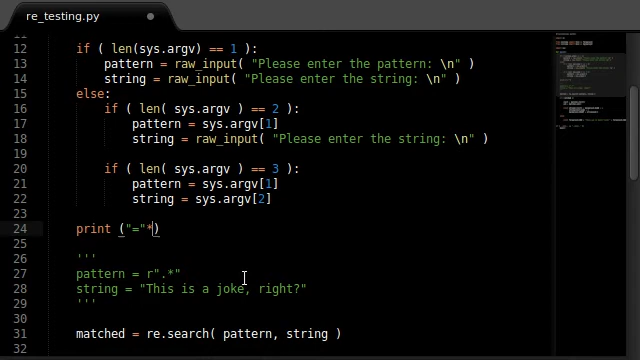 re_testing.py
11
12 if ( len(sys.argv) == 1 ):
13 pattern = raw_input( "Please enter the pattern: \n" )
14 string = raw_input( "Please enter the string: \n" )
15 else:
16 if ( len( sys.argv ) == 2 ):
17 pattern = sys.argv[1]
18 string = raw_input( "Please enter the string: \n" )
19
20 if ( len( sys.argv ) == 3 ):
21 pattern = sys.argv[1]
22 string = sys.argv[2]
23
24 print ("="*)
25
26 '''
27 pattern = r".*"
28 string = "This is a joke, right?"
29 '''
30
31 matched = re.search( pattern, string )
32